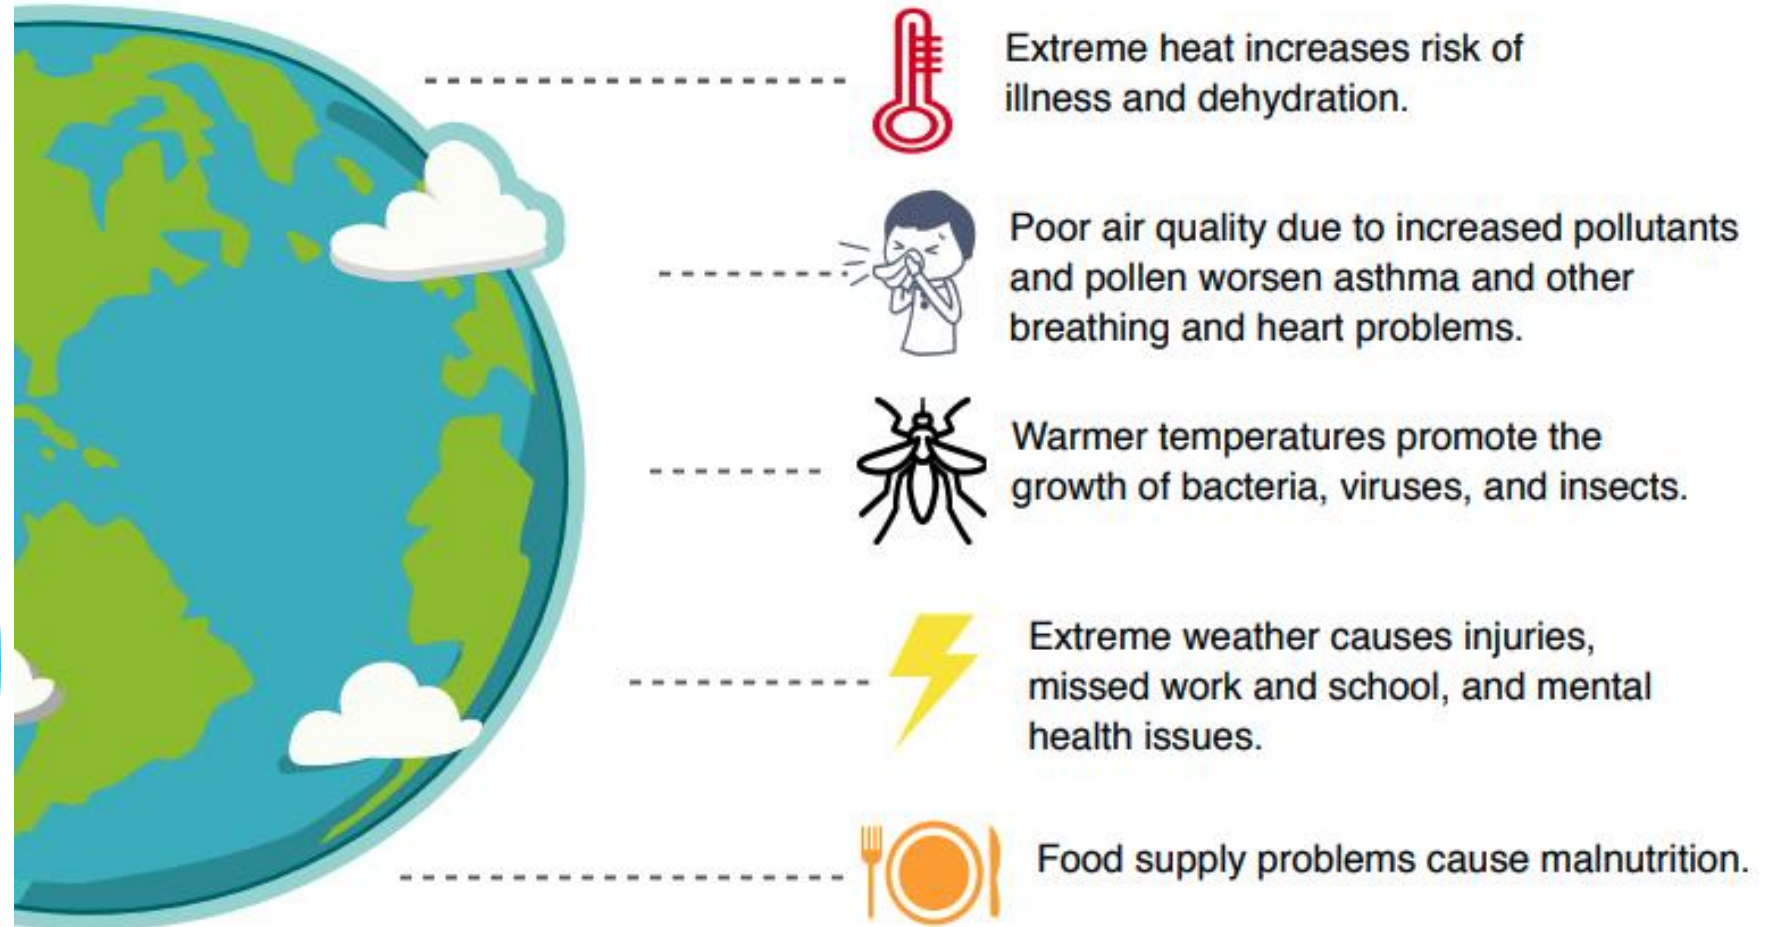 Extreme heat increases risk of
illness and dehydration.
Poor air quality due to increased pollutants
and pollen worsen asthma and other
breathing and heart problems.
Warmer temperatures promote the
growth of bacteria, viruses, and insects.
Extreme weather causes injuries,
missed work and school, and mental
health issues.
Food supply problems cause malnutrition.